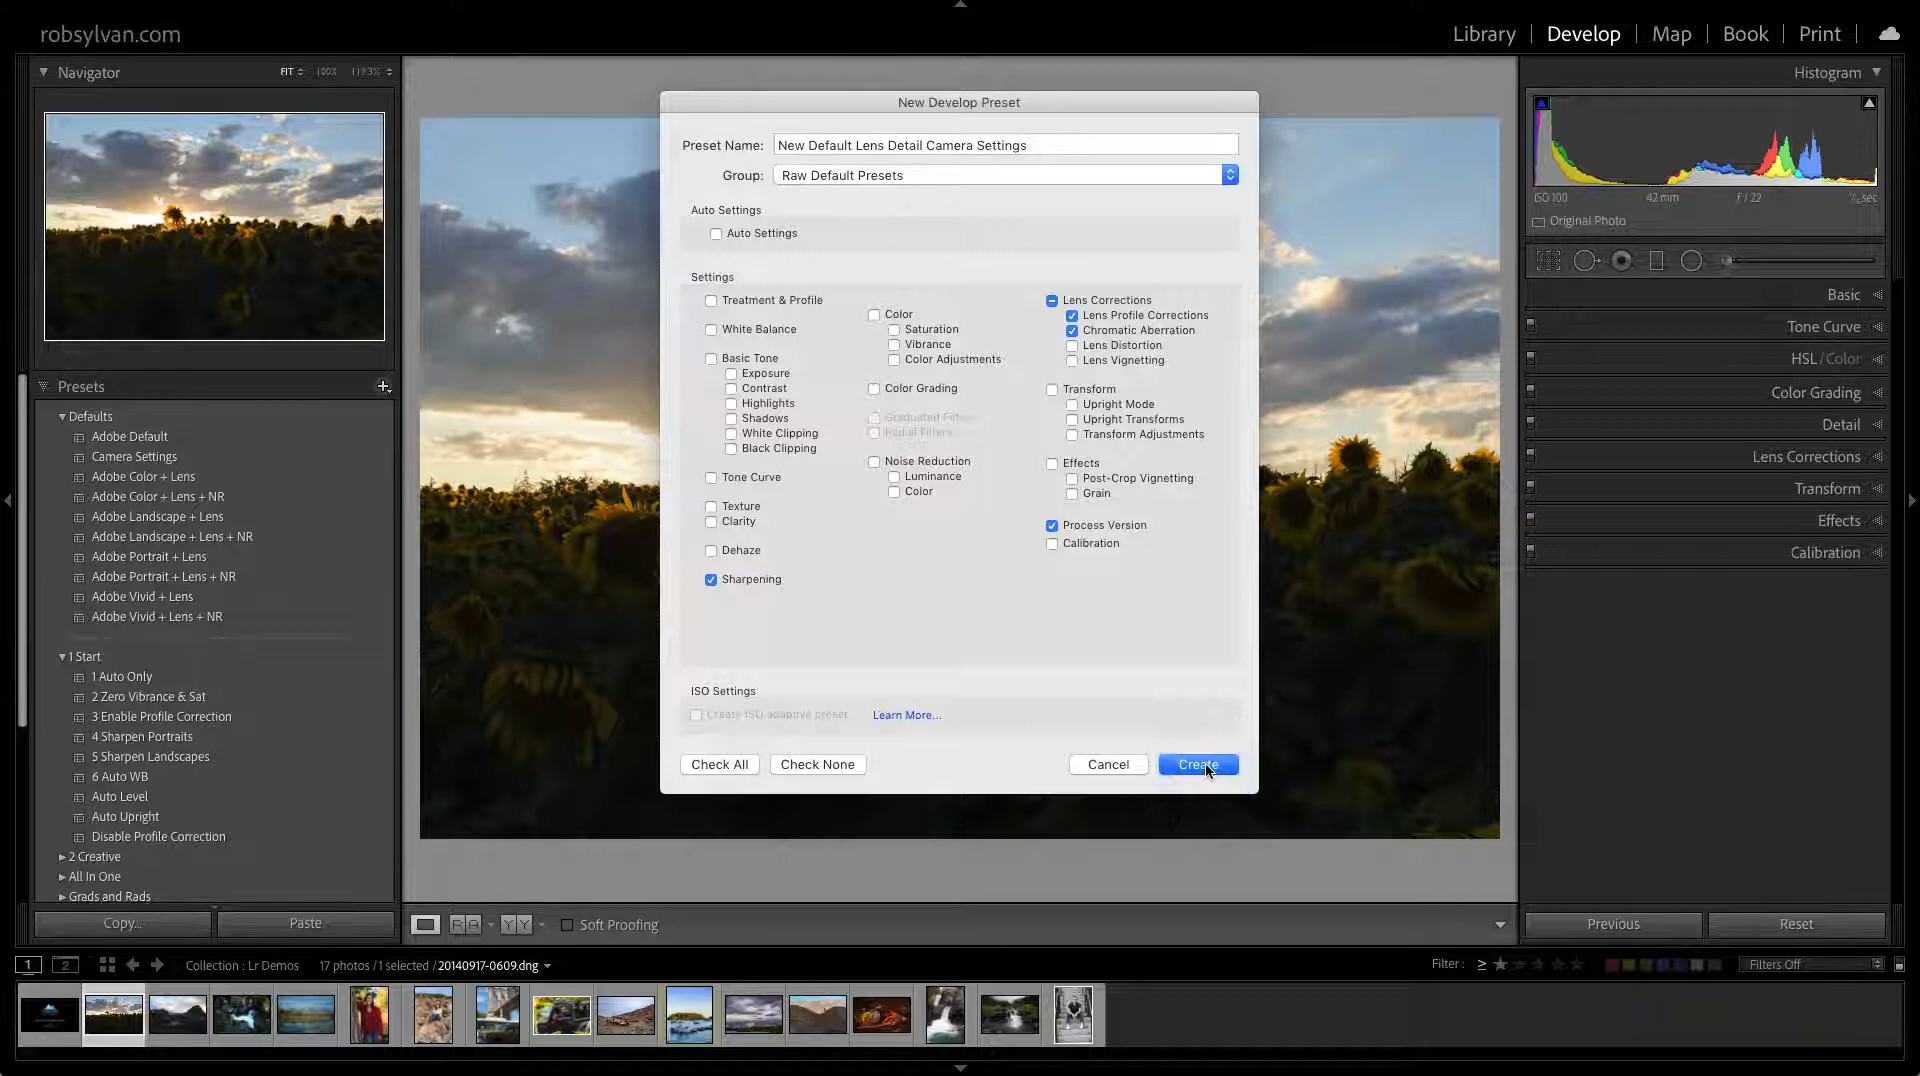 robsylvan.com
Library
Develop
Map
Book
Print
Navigator
FIT
100%
119.3%
Presets
Defaults
Adobe Default
Camera Settings
Adobe Color + Lens
Adobe Color + Lens + NR
Adobe Landscape + Lens
Adobe Landscape + Lens + NR
Adobe Portrait + Lens
Adobe Portrait + Lens + NR
Adobe Vivid + Lens
Adobe Vivid + Lens + NR
1 Start
1 Auto Only
2 Zero Vibrance & Sat
3 Enable Profile Correction
4 Sharpen Portraits
5 Sharpen Landscapes
6 Auto WB
Auto Level
Auto Upright
Disable Profile Correction
2 Creative
All In One
Grads and Rads
Copy...
Paste
New Develop Preset
Preset Name: New Default Lens Detail Camera Settings
Group: Raw Default Presets
Auto Settings
Auto Settings
Settings
Treatment & Profile
White Balance
Basic Tone
Exposure
Contrast
Highlights
Shadows
White Clipping
Black Clipping
Tone Curve
Texture
Clarity
Dehaze
Sharpening
Color
Saturation
Vibrance
Color Adjustments
Color Grading
Graduated Filters
Radial Filters
Noise Reduction
Luminance
Color
Lens Corrections
Lens Profile Corrections
Chromatic Aberration
Lens Distortion
Lens Vignetting
Transform
Upright Mode
Upright Transforms
Transform Adjustments
Effects
Post-Crop Vignetting
Grain
Process Version
Calibration
ISO Settings
Create ISO adaptive preset
Learn More...
Check All
Check None
Cancel
Create
Soft Proofing
Histogram
ISO 100
42 mm
f / 22
Original Photo
Basic
Tone Curve
HSL / Color
Color Grading
Detail
Lens Corrections
Transform
Effects
Calibration
Previous
Reset
1
2
Collection : Lr Demos
17 photos / 1 selected / 20140917-0609.dng
Filter :
Filters Off